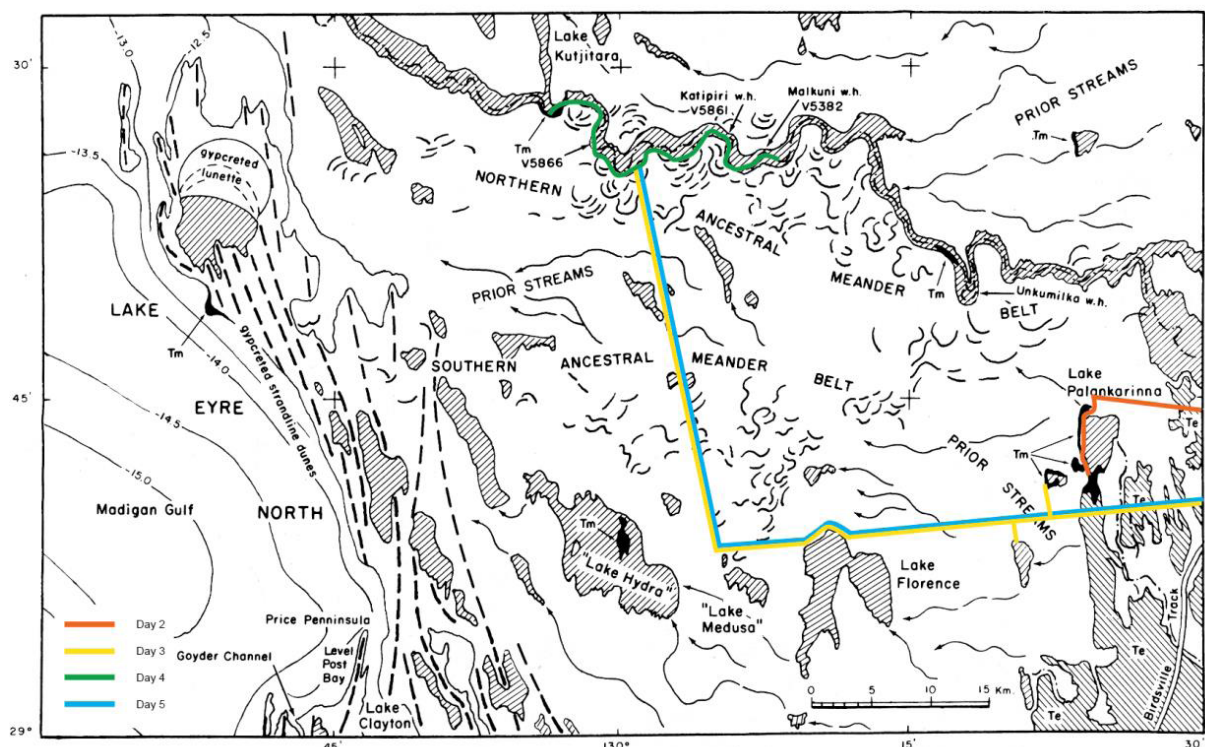 -13.0
-12.5
30'
Lake
Kutjitara
Katipiri w.h.
V5861
Malkuni w.h.
V5382
PRIOR STREAMS
Tm
-13.5
Tm
V5866
gypcreted
lunette
NORTHERN
ANCESTRAL
MEANDER
BELT
Tm
Unkumilka w.h.
PRIOR STREAMS
LAKE
Tm
-14.0
gypcreted strandline dunes
SOUTHERN
ANCESTRAL
MEANDER
BELT
Lake
Palankarinna
45'
EYRE
-14.5
Te
Tm
PRIOR
STREAMS
-15.0
Madigan Gulf
NORTH
Te
Tm
"Lake Hydra"
Lake
Florence
"Lake
Medusa"
Day 2
Day 3
Day 4
Day 5
Price Penninsula
Goyder Channel
Level
Post
Bay
Lake
Clayton
Te
Te
Birdsville
Track
0
5
10
15 Km.
29°
45'
130°
15'
30'